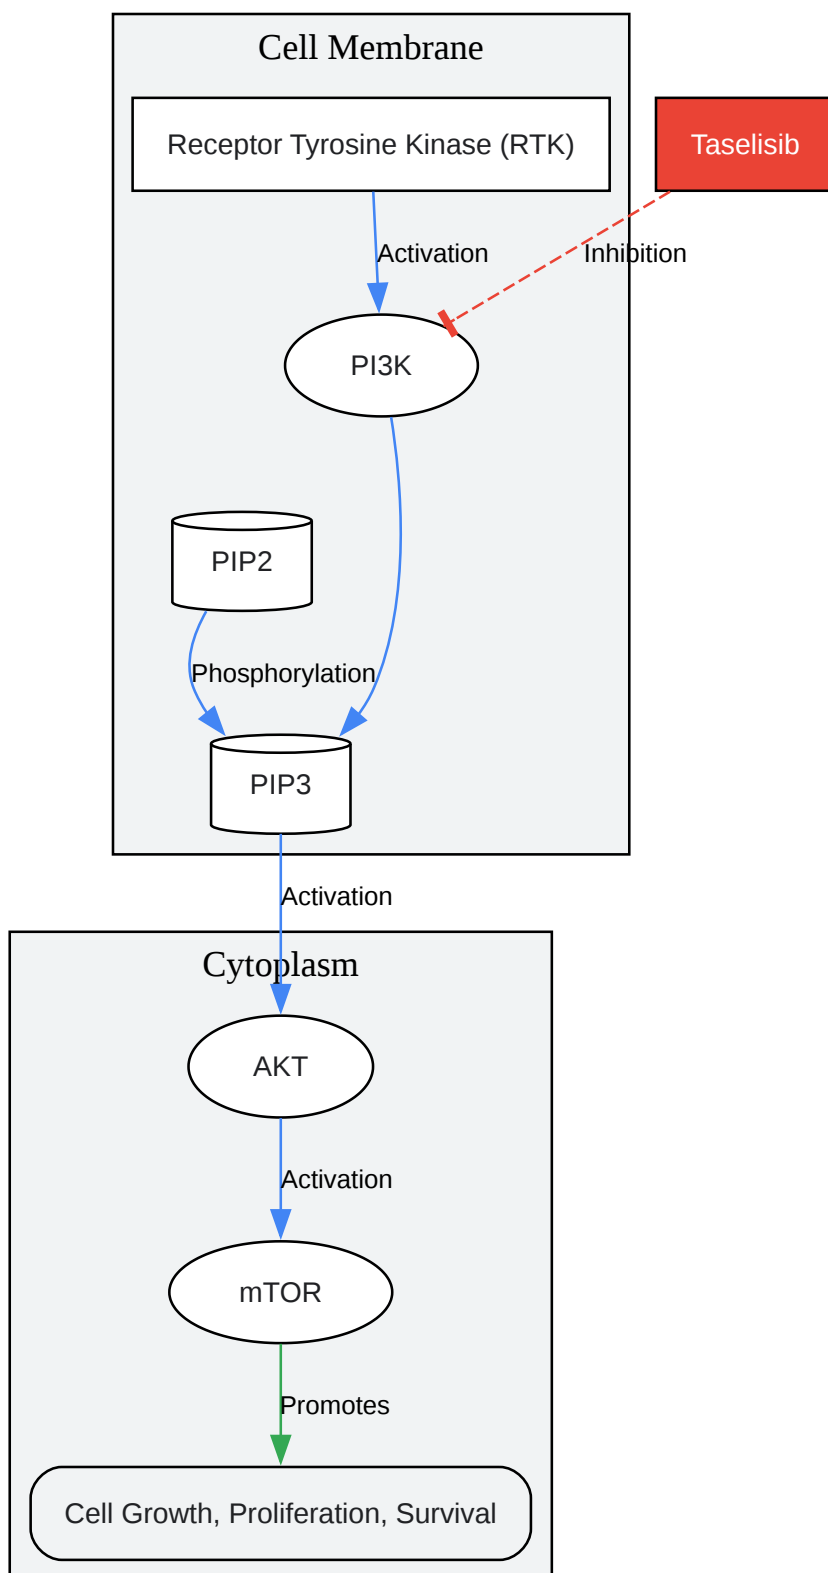 Cell Membrane
Receptor Tyrosine Kinase (RTK)
Taselisib
Activation
Inhibition
PI3K
PIP2
Phosphorylation
PIP3
Activation
Cytoplasm
AKT
Activation
mTOR
Promotes
Cell Growth, Proliferation, Survival